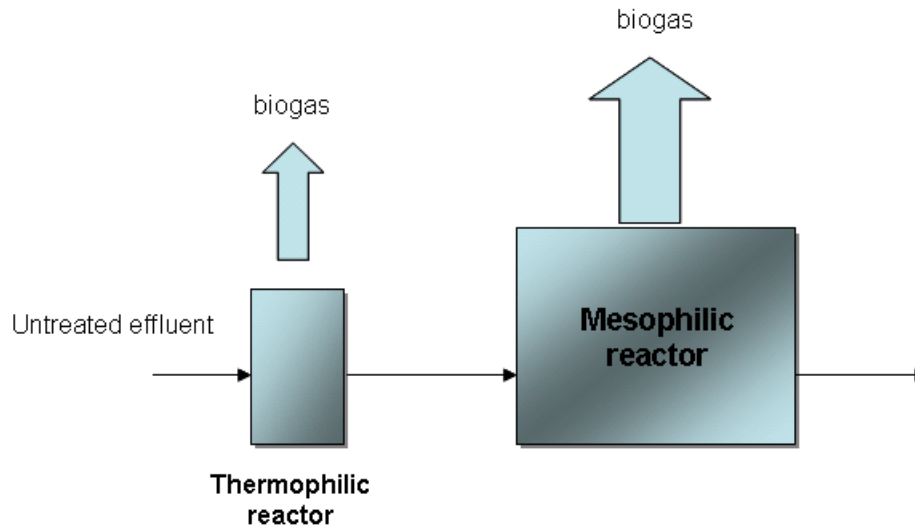 biogas
biogas
Untreated effluent
Mesophilic
reactor
Thermophilic
reactor